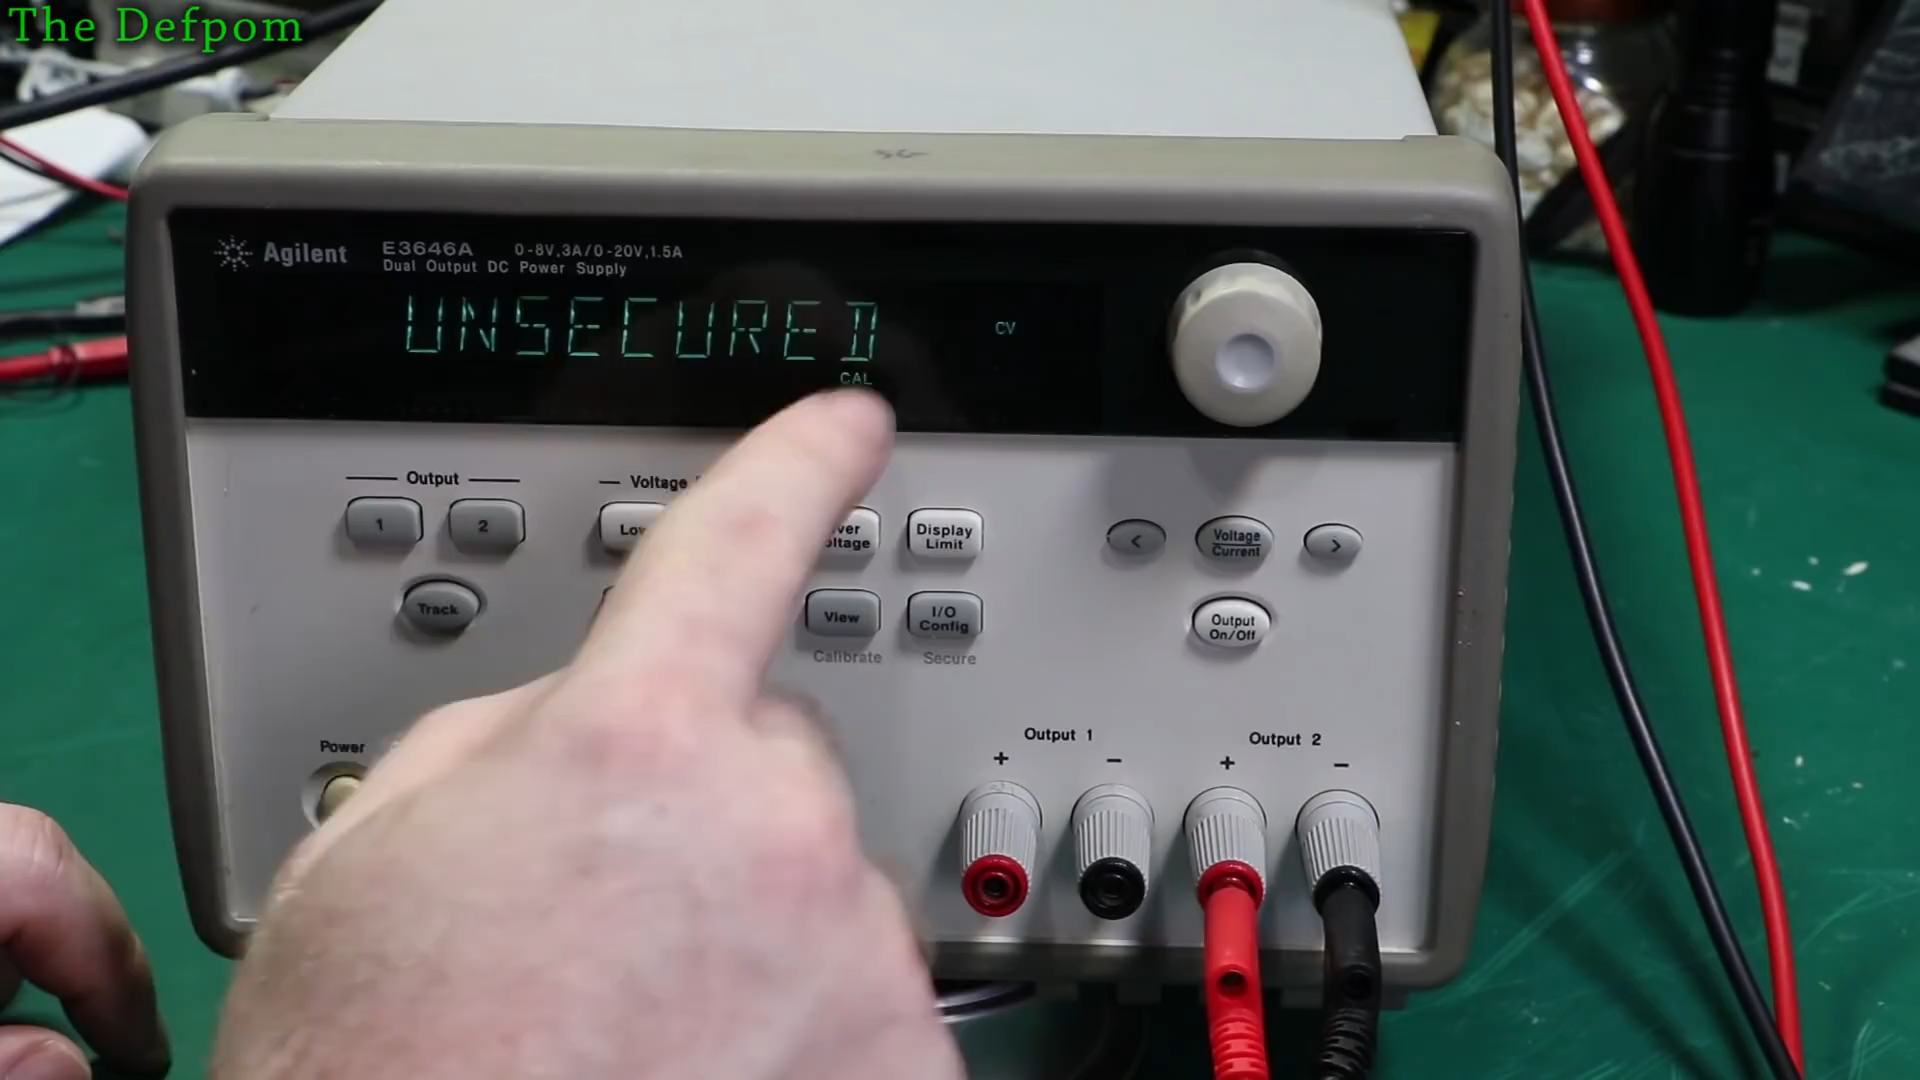 The Defpom
Agilent E3646A 0-8V,3A/0-20V,1.5A
Dual Output DC Power Supply
UNSECURED
CV
CAL
Output
Voltage
1
2
Display
Limit
<
Voltage
Current
>
Track
View
I/O
Config
Output
On/Off
Calibrate
Secure
Power
Output 1
Output 2
+
-
+
-